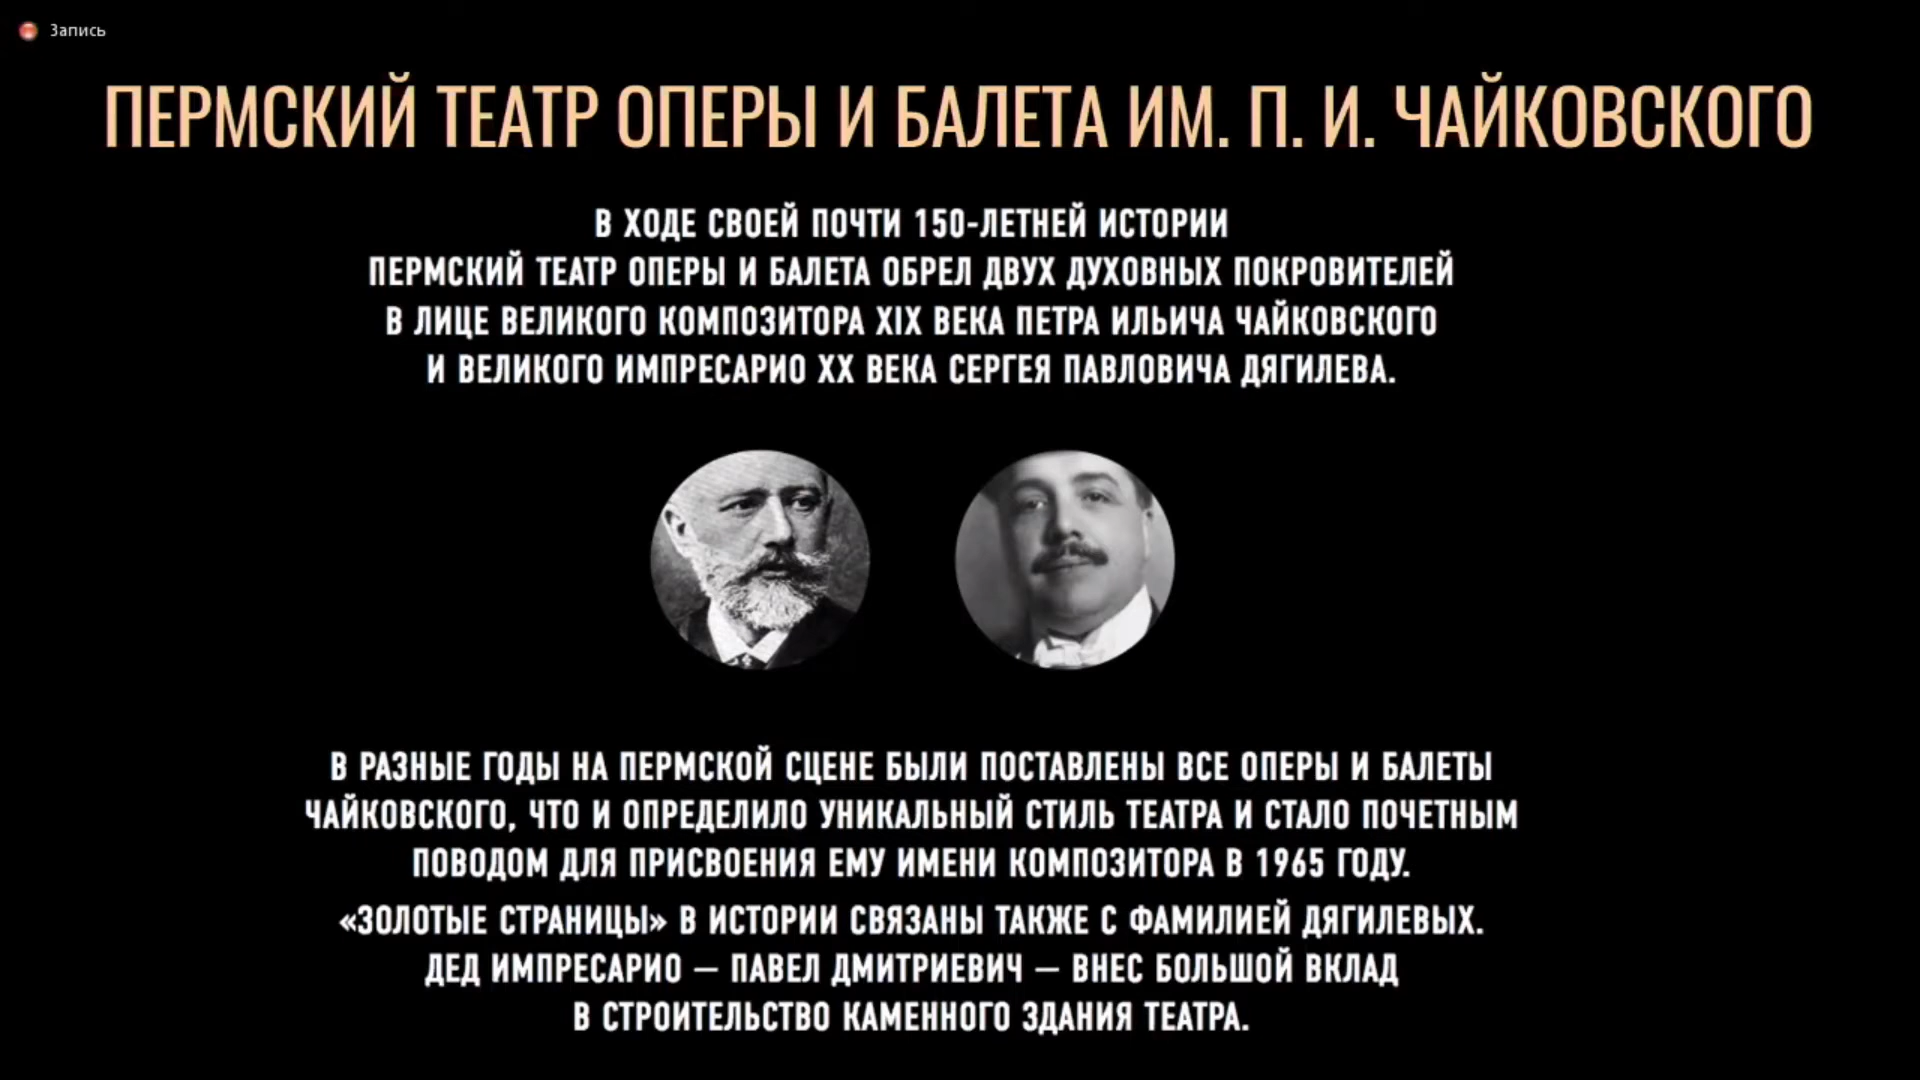 Запись
ПЕРМСКИЙ ТЕАТР ОПЕРЫ И БАЛЕТА ИМ. П. И. ЧАЙКОВСКОГО
В ХОДЕ СВОЕЙ ПОЧТИ 150-ЛЕТНЕЙ ИСТОРИИ
ПЕРМСКИЙ ТЕАТР ОПЕРЫ И БАЛЕТА ОБРЕЛ ДВУХ ДУХОВНЫХ ПОКРОВИТЕЛЕЙ
В ЛИЦЕ ВЕЛИКОГО КОМПОЗИТОРА XIX ВЕКА ПЕТРА ИЛЬИЧА ЧАЙКОВСКОГО
И ВЕЛИКОГО ИМПРЕСАРИО XX ВЕКА СЕРГЕЯ ПАВЛОВИЧА ДЯГИЛЕВА.
В РАЗНЫЕ ГОДЫ НА ПЕРМСКОЙ СЦЕНЕ БЫЛИ ПОСТАВЛЕНЫ ВСЕ ОПЕРЫ И БАЛЕТЫ
ЧАЙКОВСКОГО, ЧТО И ОПРЕДЕЛИЛО УНИКАЛЬНЫЙ СТИЛЬ ТЕАТРА И СТАЛО ПОЧЕТНЫМ
ПОВОДОМ ДЛЯ ПРИСВОЕНИЯ ЕМУ ИМЕНИ КОМПОЗИТОРА В 1965 ГОДУ.
«ЗОЛОТЫЕ СТРАНИЦЫ» В ИСТОРИИ СВЯЗАНЫ ТАКЖЕ С ФАМИЛИЕЙ ДЯГИЛЕВЫХ.
ДЕД ИМПРЕСАРИО — ПАВЕЛ ДМИТРИЕВИЧ — ВНЕС БОЛЬШОЙ ВКЛАД
В СТРОИТЕЛЬСТВО КАМЕННОГО ЗДАНИЯ ТЕАТРА.